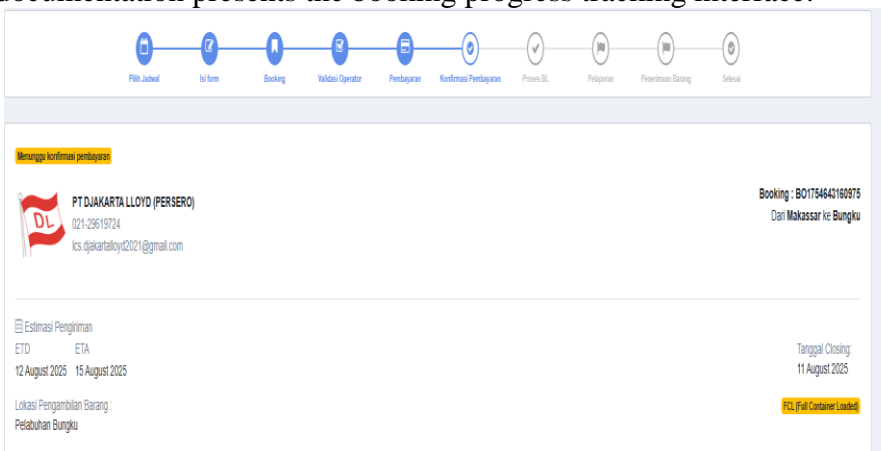 documentation presents the booking progress tracking interface.
Pilih Jadwal Isi form Booking Validasi Operator Pembayaran Konfirmasi Pembayaran Proses BL Pelaporan Penerimaan Barang Selesai
Menunggu konfirmasi pembayaran
DL
PT DJAKARTA LLOYD (PERSERO)
021-29519724
lcs.djakartalloyd2021@gmail.com
Booking : BO1754643160975
Dari Makassar ke Bungku
Estimasi Pengiriman
ETD ETA
12 August 2025 15 August 2025
Tanggal Closing:
11 August 2025
Lokasi Pengambilan Barang :
Pelabuhan Bungku
FCL (Full Container Loaded)